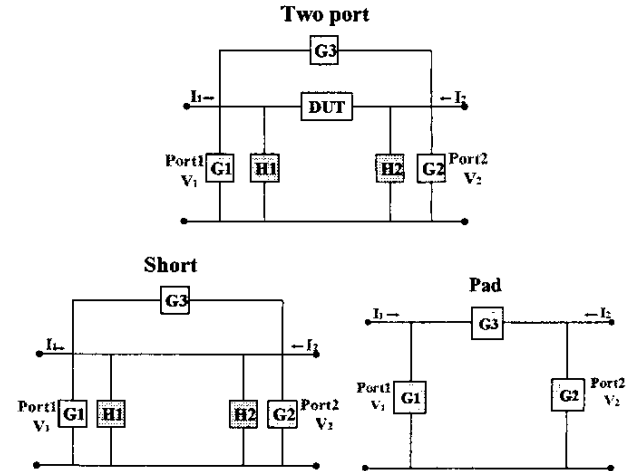 Two port
G3
I1→
DUT
← I2
Port1
V1
G1
H1
H2
G2
Port2
V2
Short
G3
I1→
← I2
Port1
V1
G1
H1
H2
G2
Port2
V2
Pad
I1 →
G3
← I2
Port1
V1
G1
G2
Port2
V2